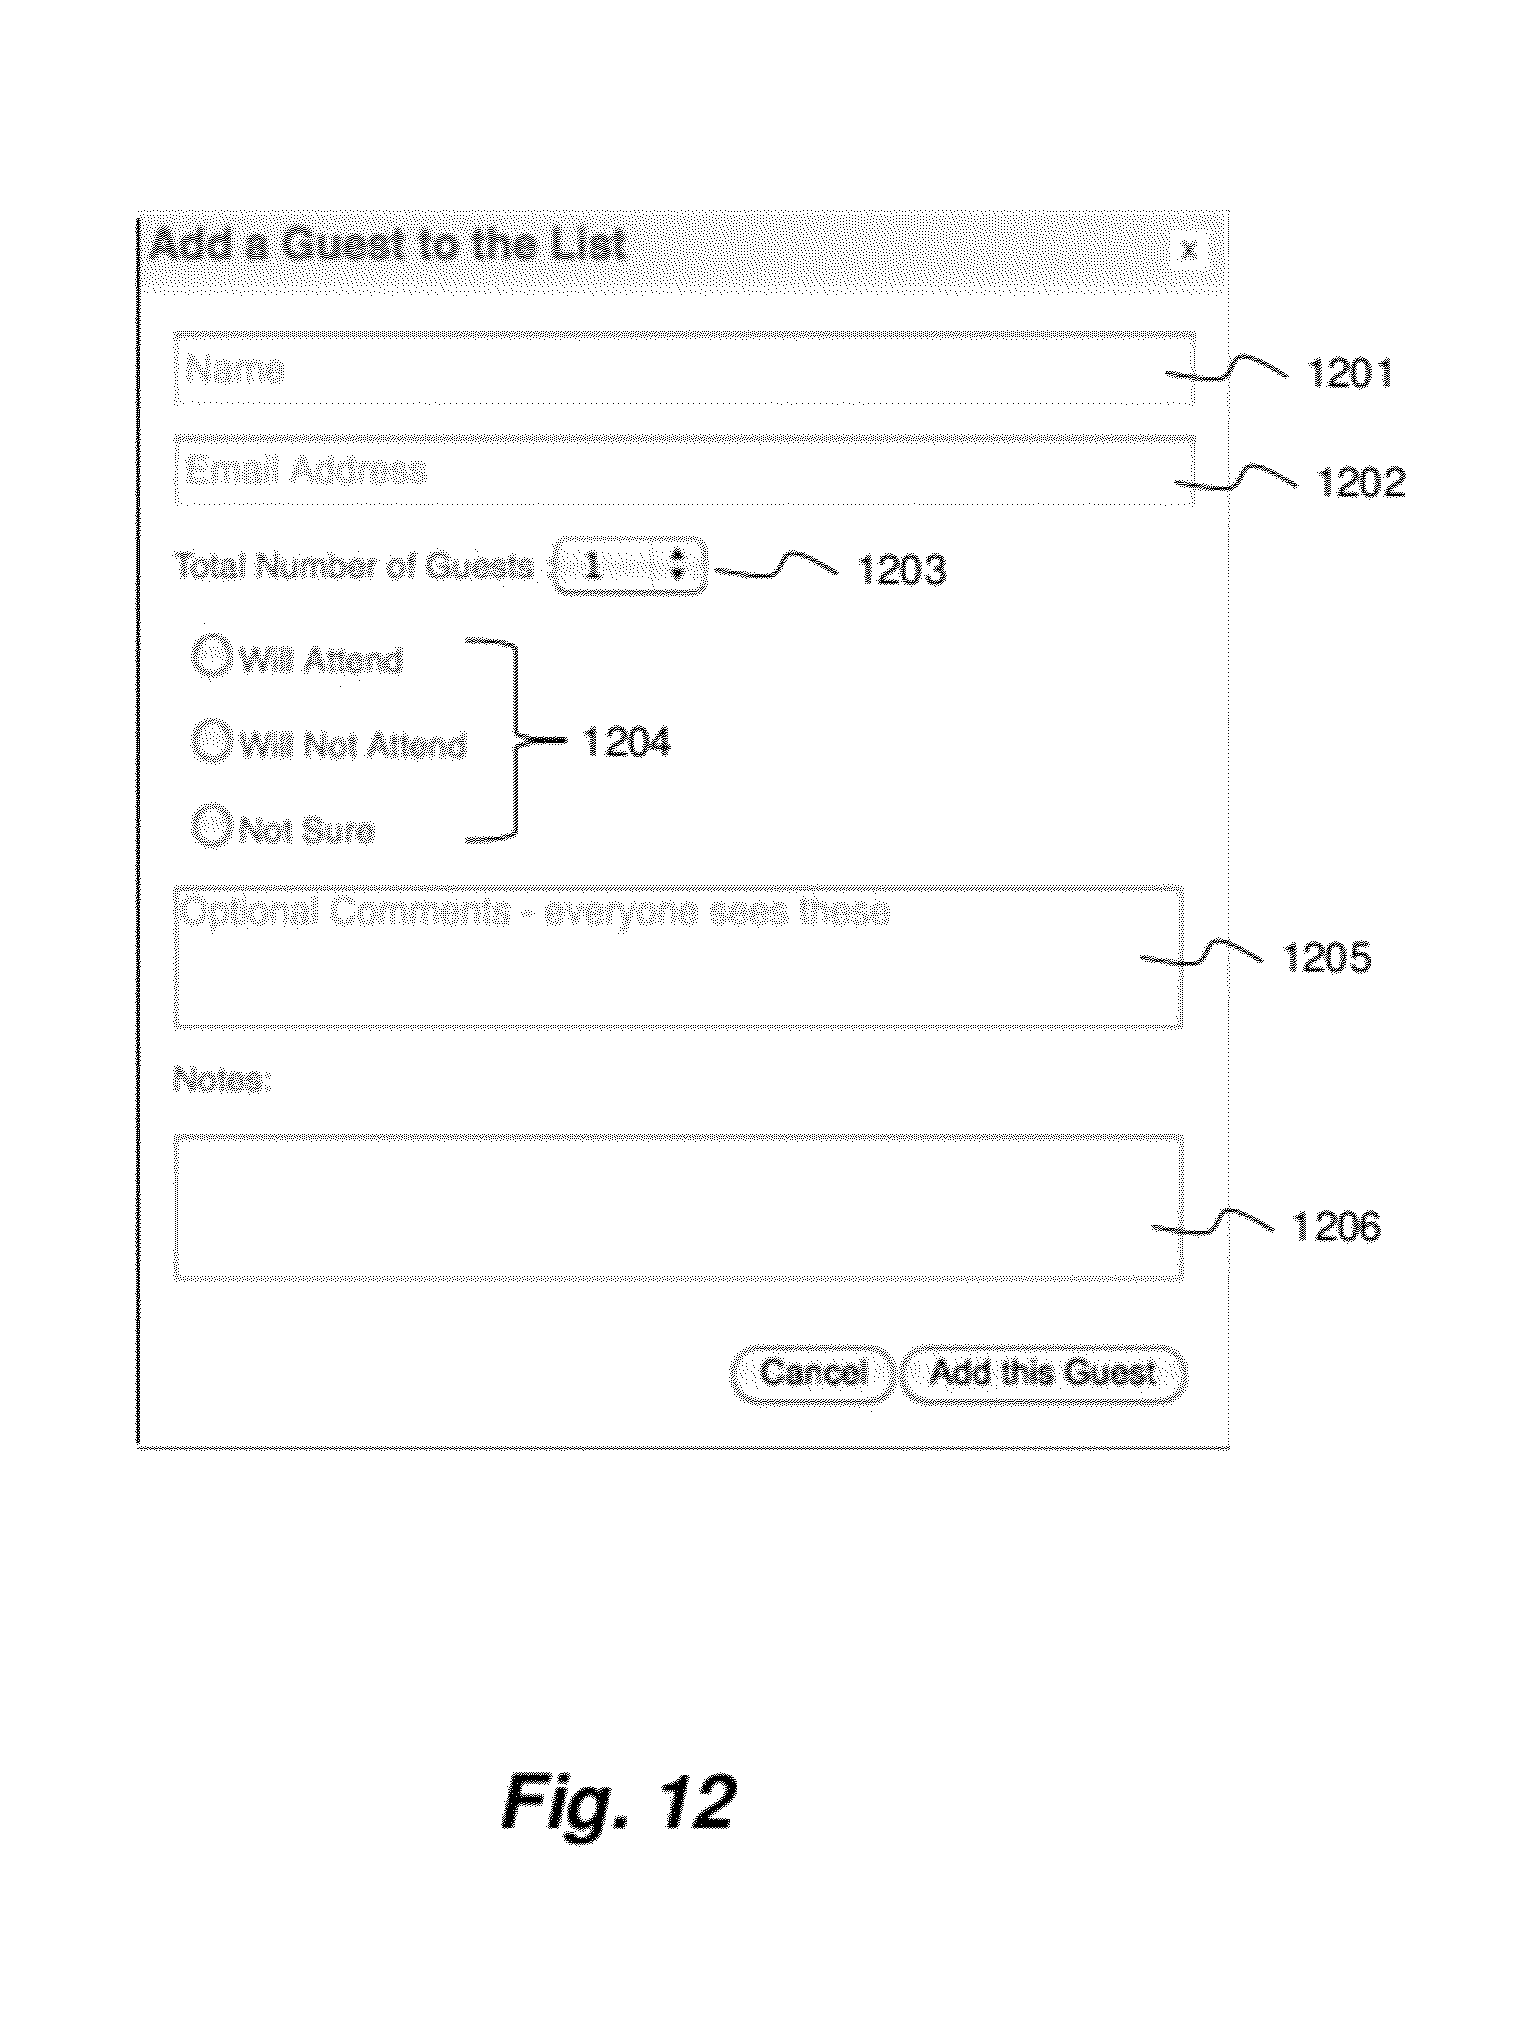 Add a Guest to the List x
Name 1201
Email Address 1202
Total Number of Guests 1 1203
Will Attend
Will Not Attend 1204
Not Sure
Optional Comments - everyone sees these
1205
Notes:
1206
Cancel Add this Guest
Fig. 12